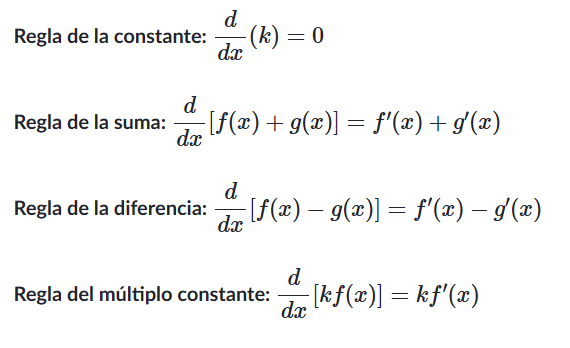 Regla de la constante: d/dx (k) = 0
Regla de la suma: d/dx [f(x) + g(x)] = f'(x) + g'(x)
Regla de la diferencia: d/dx [f(x) − g(x)] = f'(x) − g'(x)
Regla del múltiplo constante: d/dx [kf(x)] = kf'(x)